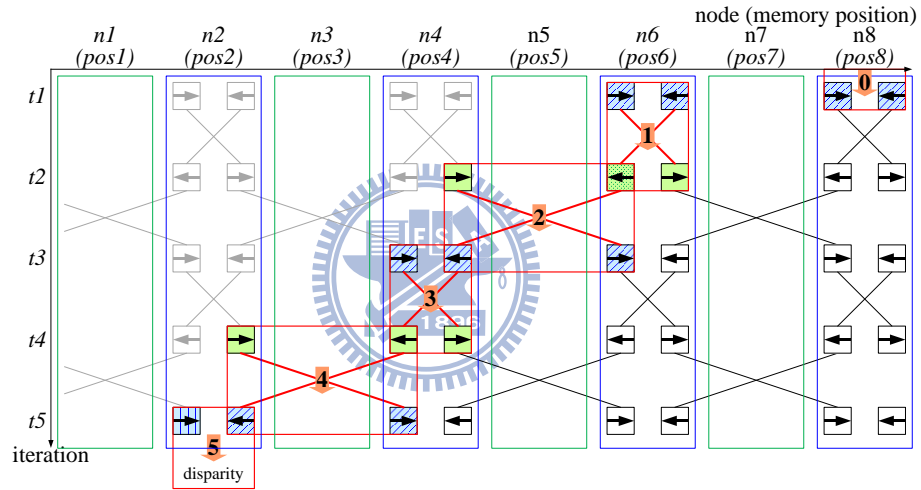 node (memory position)
n1 n2 n3 n4 n5 n6 n7 n8
(pos1) (pos2) (pos3) (pos4) (pos5) (pos6) (pos7) (pos8)
t1
0
1
t2
2
t3
3
t4
4
t5
5
iteration
disparity
1896